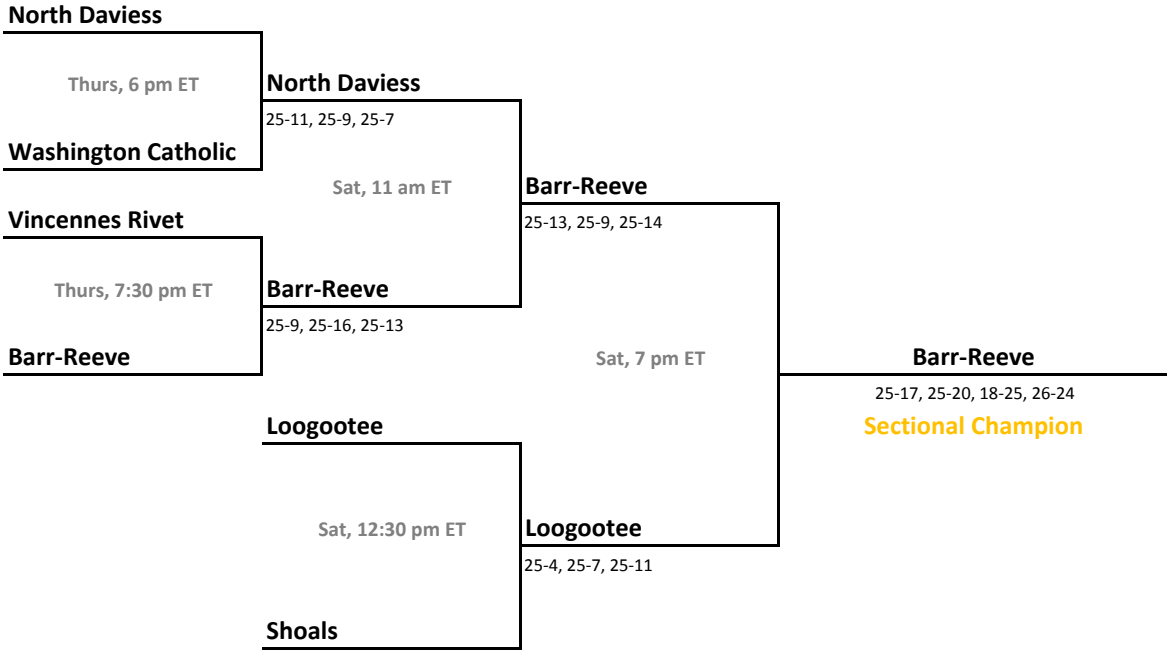 North Daviess
Thurs, 6 pm ET
North Daviess
25-11, 25-9, 25-7
Washington Catholic
Sat, 11 am ET
Barr-Reeve
Vincennes Rivet
25-13, 25-9, 25-14
Thurs, 7:30 pm ET
Barr-Reeve
25-9, 25-16, 25-13
Barr-Reeve
Sat, 7 pm ET
Barr-Reeve
25-17, 25-20, 18-25, 26-24
Loogootee
Sectional Champion
Sat, 12:30 pm ET
Loogootee
25-4, 25-7, 25-11
Shoals